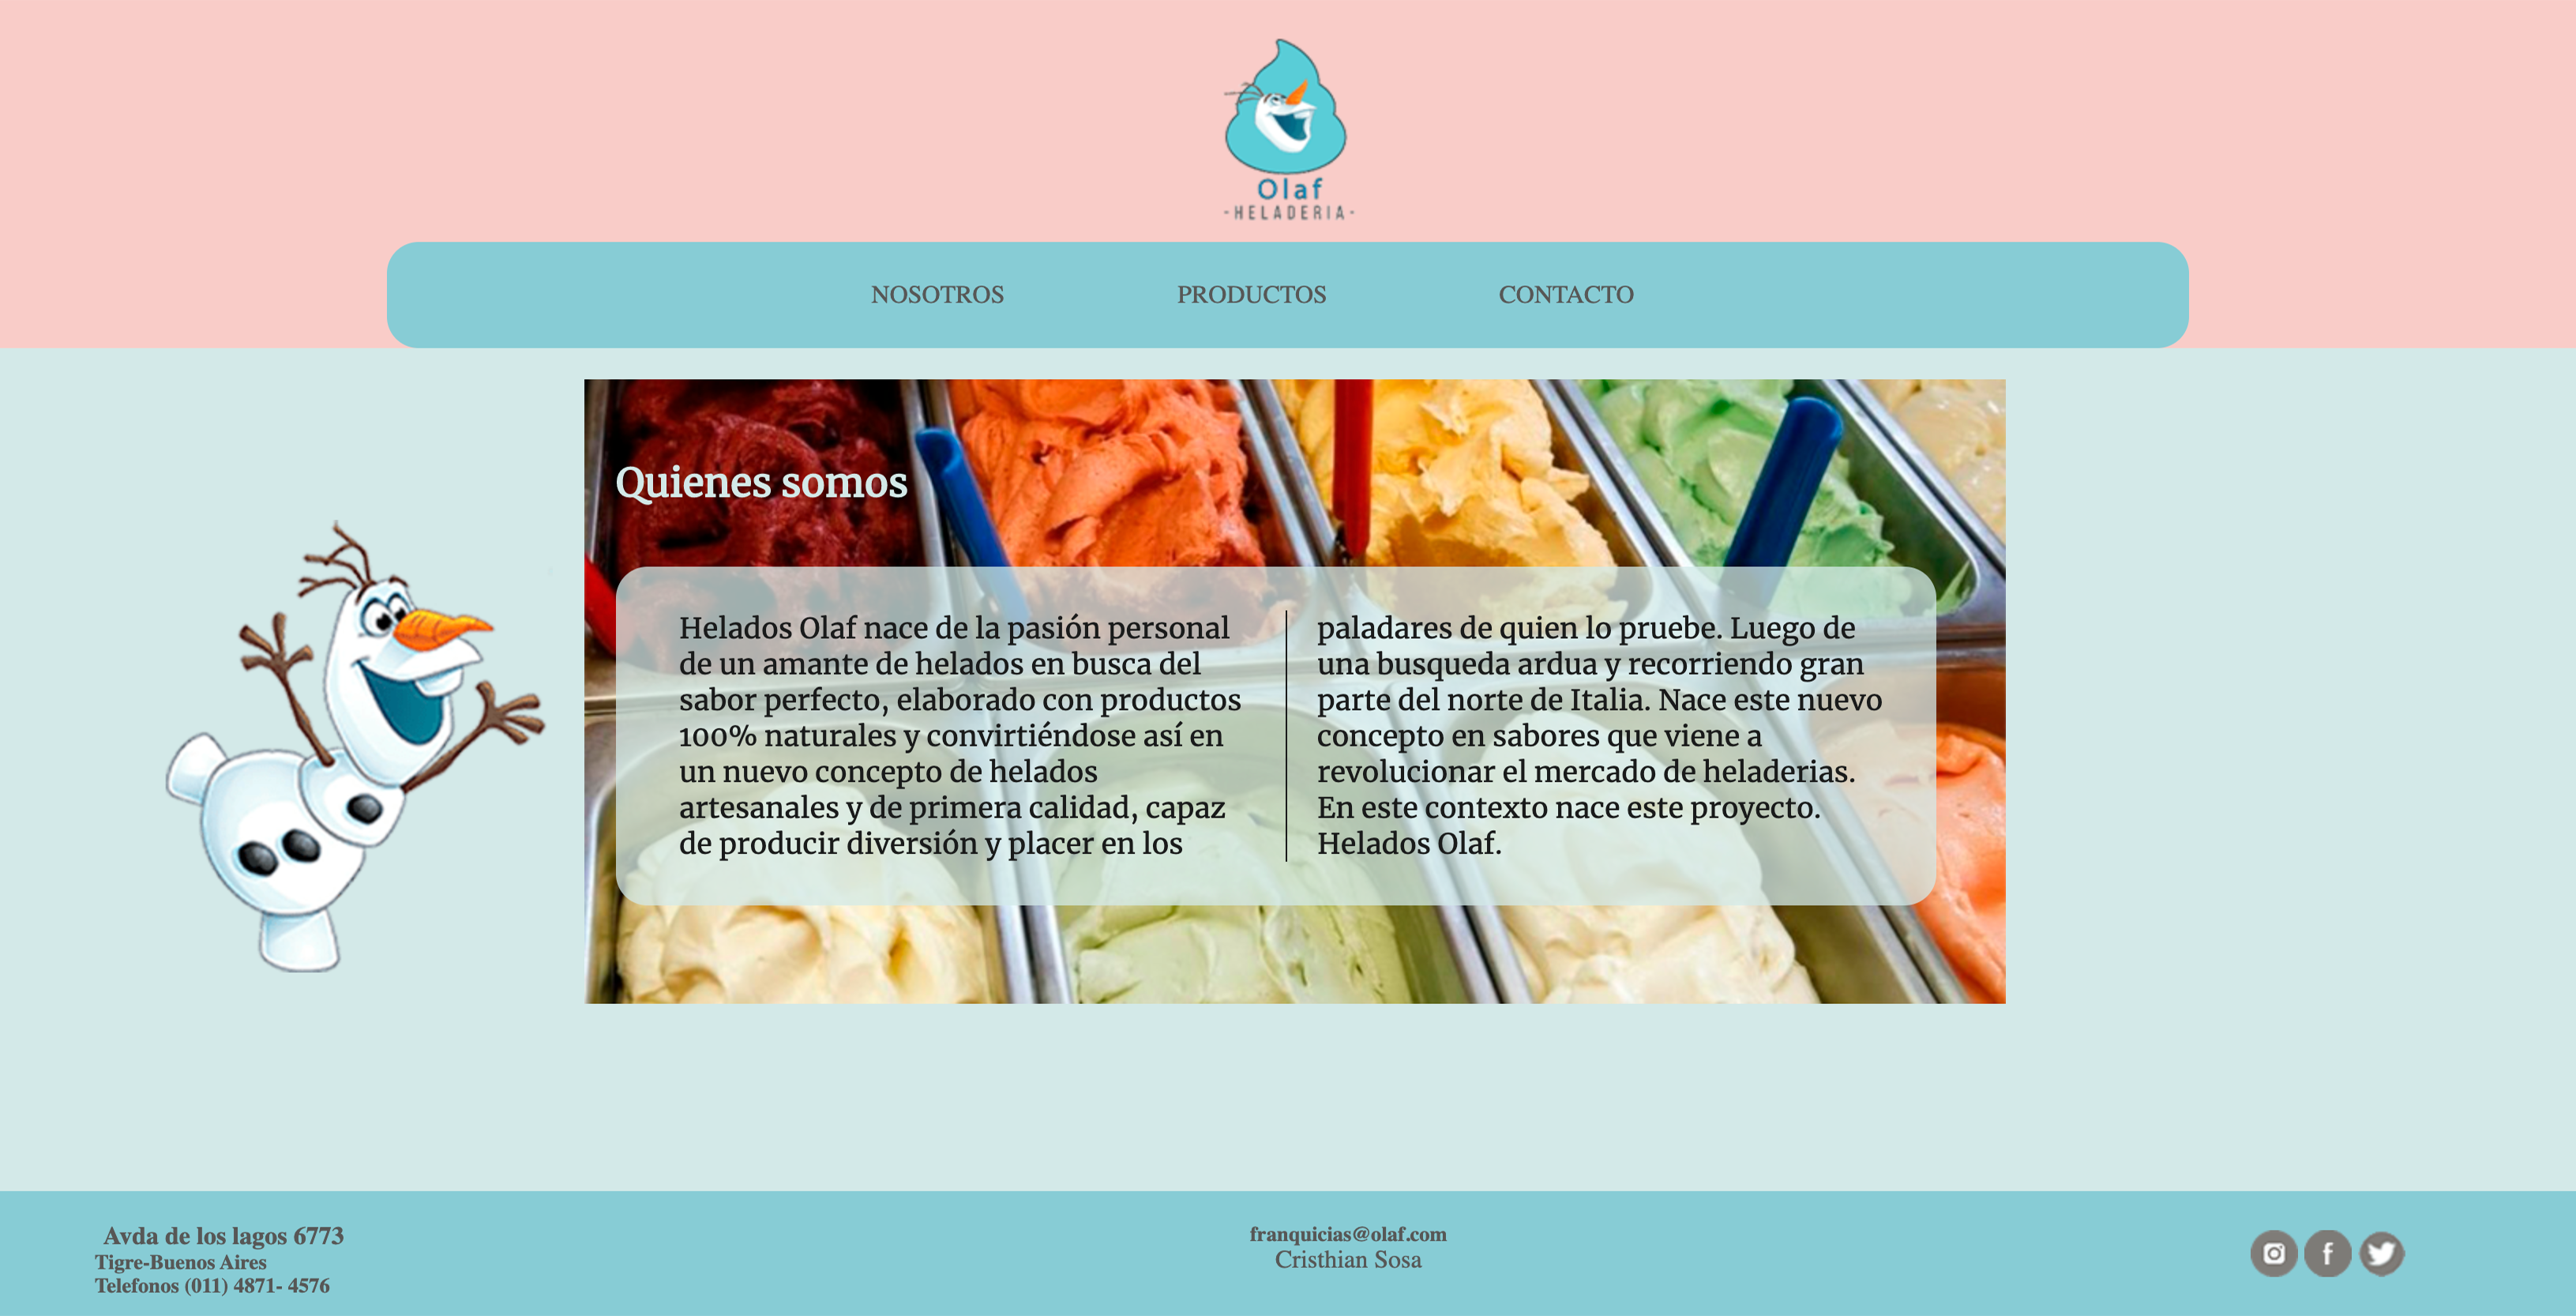 Olaf
-HELADERIA-
NOSOTROS PRODUCTOS CONTACTO
Quienes somos
Helados Olaf nace de la pasión personal
de un amante de helados en busca del
sabor perfecto, elaborado con productos
100% naturales y convirtiéndose así en
un nuevo concepto de helados
artesanales y de primera calidad, capaz
de producir diversión y placer en los
paladares de quien lo pruebe. Luego de
una busqueda ardua y recorriendo gran
parte del norte de Italia. Nace este nuevo
concepto en sabores que viene a
revolucionar el mercado de heladerias.
En este contexto nace este proyecto.
Helados Olaf.
Avda de los lagos 6773
Tigre-Buenos Aires
Telefonos (011) 4871- 4576
franquicias@olaf.com
Cristhian Sosa